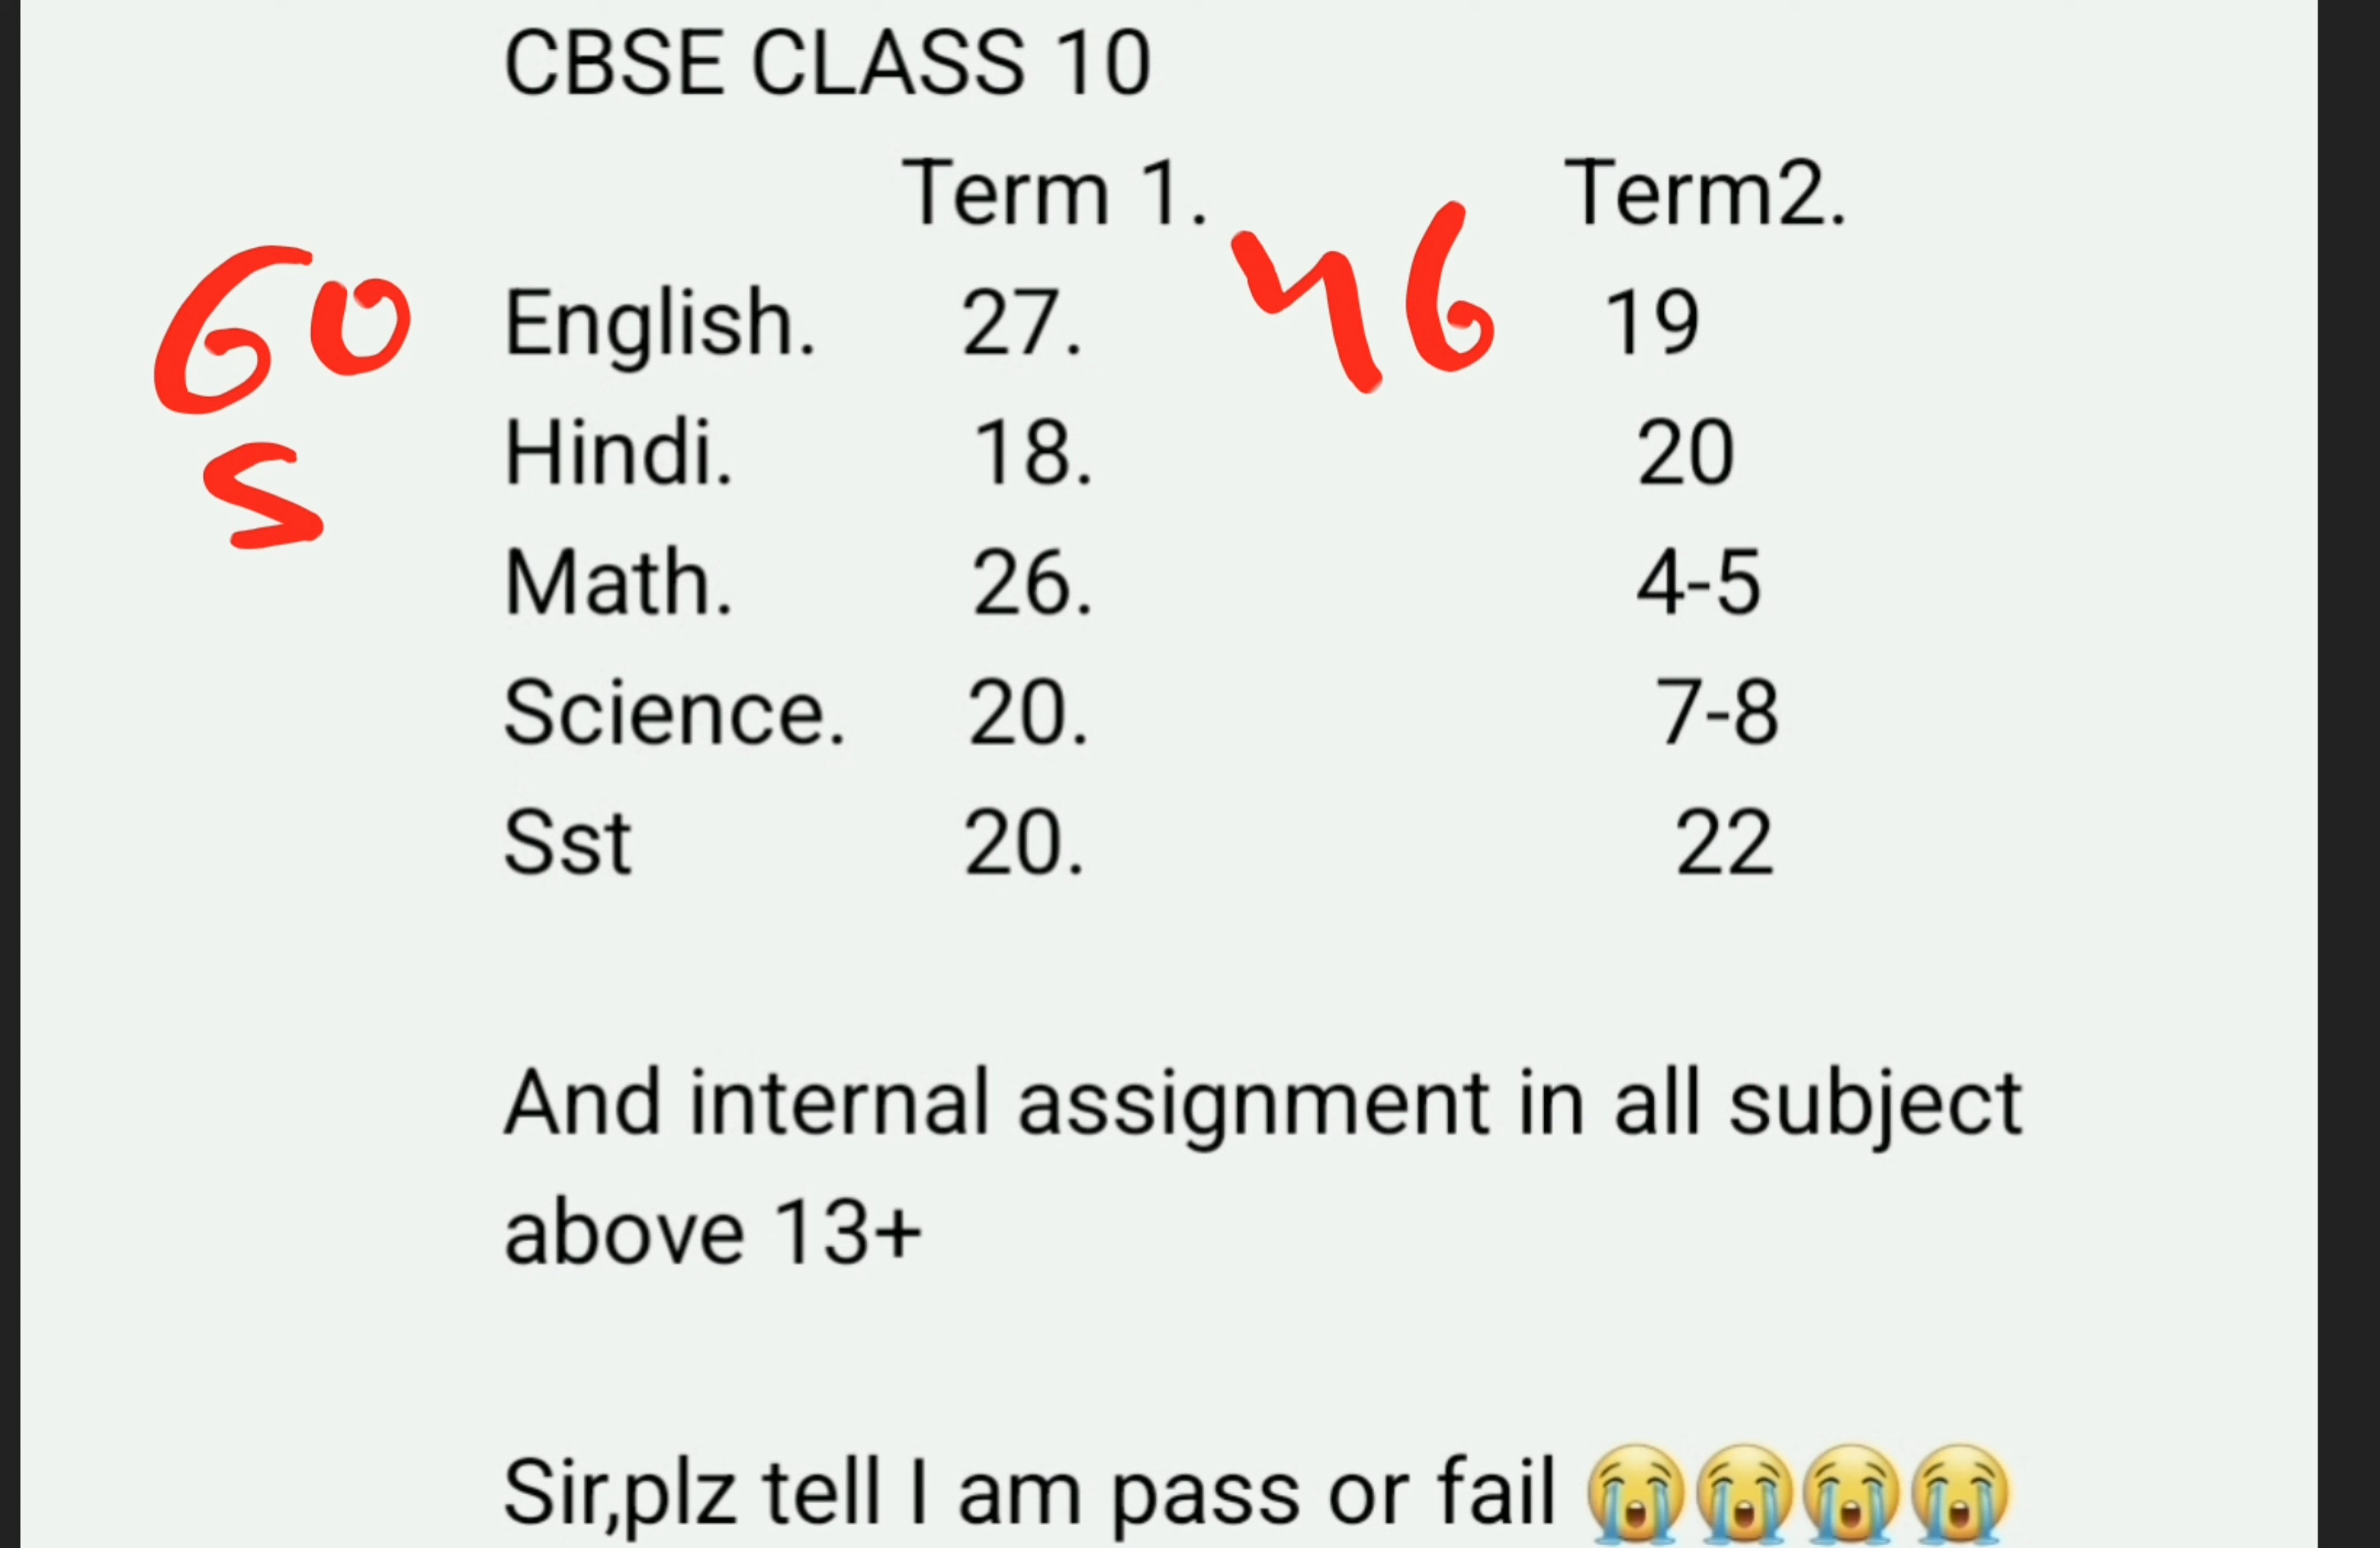 CBSE CLASS 10
Term 1. Term2.
60 English. 27. 46 19
5 Hindi. 18. 20
Math. 26. 4-5
Science. 20. 7-8
Sst 20. 22
And internal assignment in all subject
above 13+
Sir,plz tell I am pass or fail 😭😭😭😭